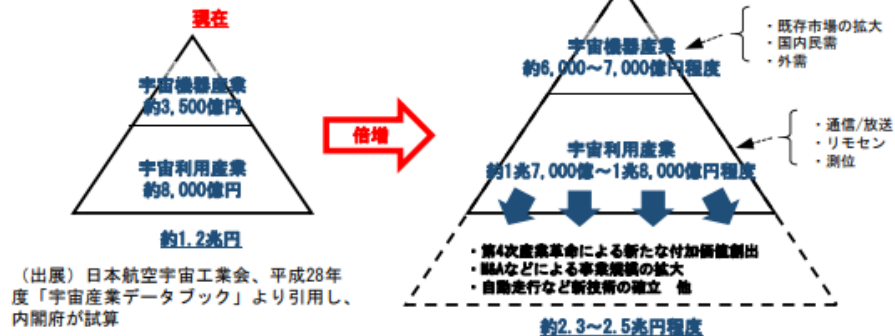 現在
宇宙機器産業
約3,500億円
宇宙利用産業
約8,000億円
約1.2兆円
（出展）日本航空宇宙工業会、平成28年
度「宇宙産業データブック」より引用し、
内閣府が試算
倍増
宇宙機器産業
約6,000～7,000億円程度
・既存市場の拡大
・国内民需
・外需
宇宙利用産業
約1兆7,000億～1兆8,000億円程度
・通信/放送
・リモセン
・測位
・第4次産業革命による新たな付加価値創出
・M&Aなどによる事業規模の拡大
・自動走行など新技術の確立　他
約2.3～2.5兆円程度